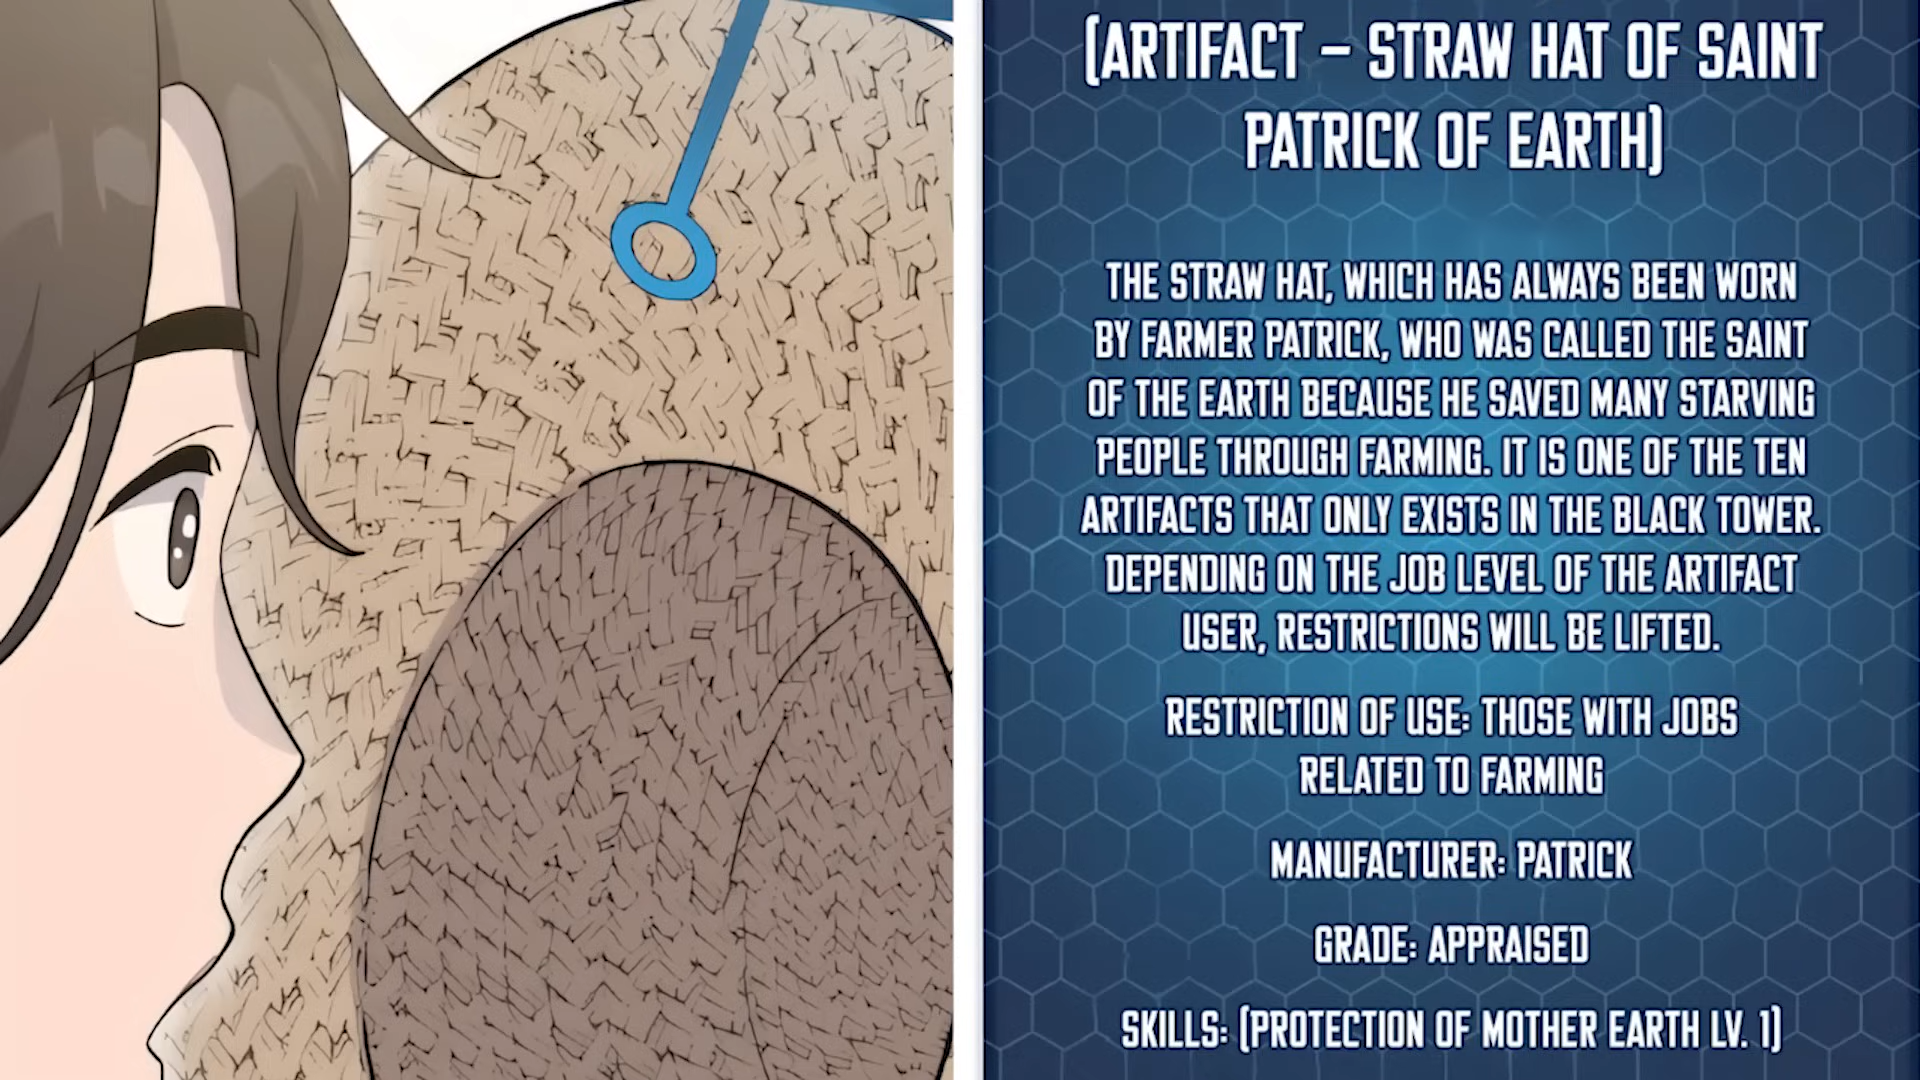 [ARTIFACT – STRAW HAT OF SAINT
PATRICK OF EARTH]
THE STRAW HAT, WHICH HAS ALWAYS BEEN WORN
BY FARMER PATRICK, WHO WAS CALLED THE SAINT
OF THE EARTH BECAUSE HE SAVED MANY STARVING
PEOPLE THROUGH FARMING. IT IS ONE OF THE TEN
ARTIFACTS THAT ONLY EXISTS IN THE BLACK TOWER.
DEPENDING ON THE JOB LEVEL OF THE ARTIFACT
USER, RESTRICTIONS WILL BE LIFTED.
RESTRICTION OF USE: THOSE WITH JOBS
RELATED TO FARMING
MANUFACTURER: PATRICK
GRADE: APPRAISED
SKILLS: [PROTECTION OF MOTHER EARTH LV. 1]